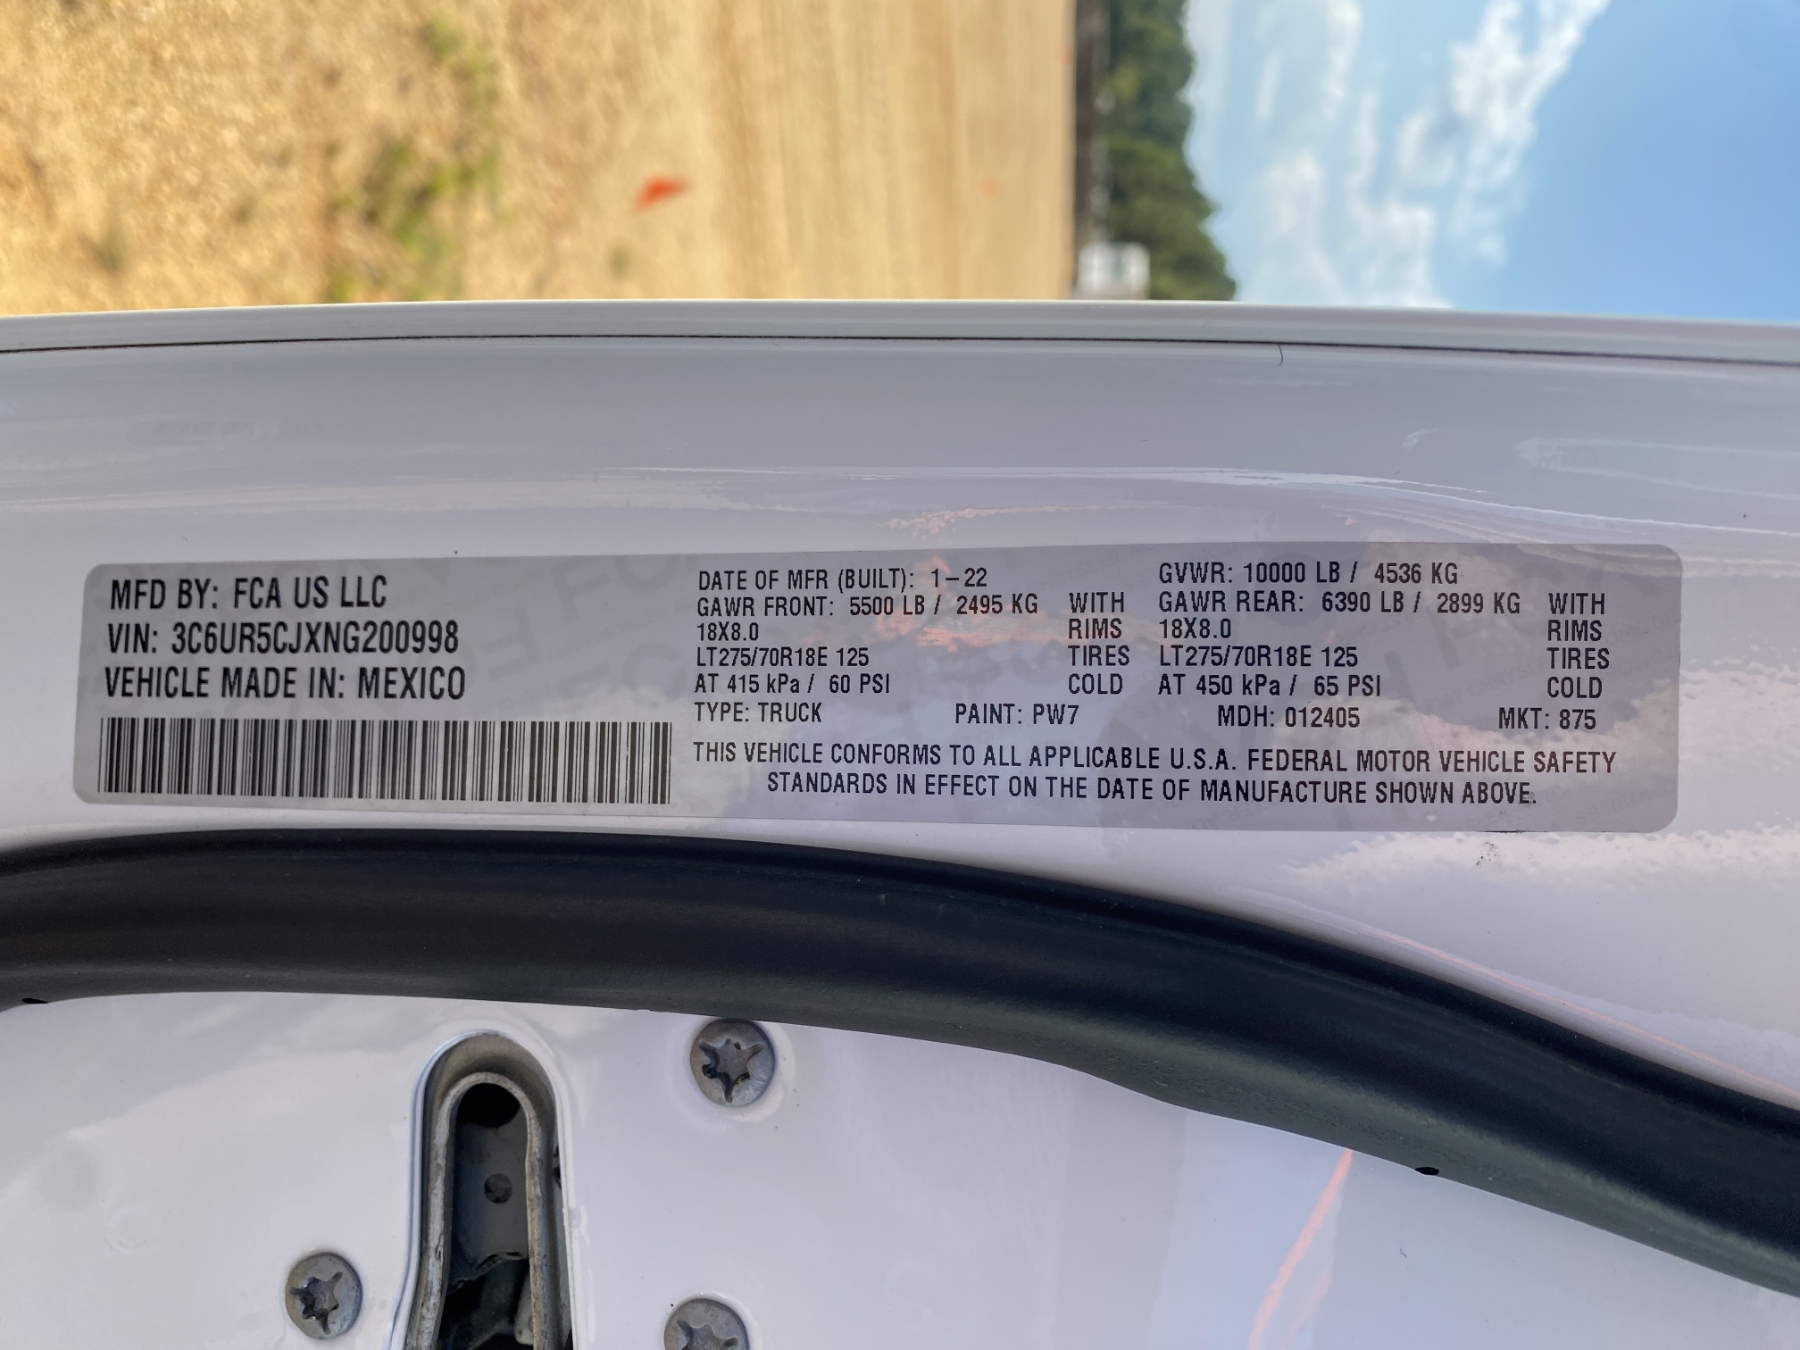 MFD BY: FCA US LLC
VIN: 3C6UR5CJXNG200998
VEHICLE MADE IN: MEXICO
DATE OF MFR (BUILT): 1-22 GVWR: 10000 LB / 4536 KG
GAWR FRONT: 5500 LB / 2495 KG WITH GAWR REAR: 6390 LB / 2899 KG WITH
18X8.0 RIMS 18X8.0 RIMS
LT275/70R18E 125 TIRES LT275/70R18E 125 TIRES
AT 415 kPa / 60 PSI COLD AT 450 kPa / 65 PSI COLD
TYPE: TRUCK PAINT: PW7 MDH: 012405 MKT: 875
THIS VEHICLE CONFORMS TO ALL APPLICABLE U.S.A. FEDERAL MOTOR VEHICLE SAFETY
STANDARDS IN EFFECT ON THE DATE OF MANUFACTURE SHOWN ABOVE.